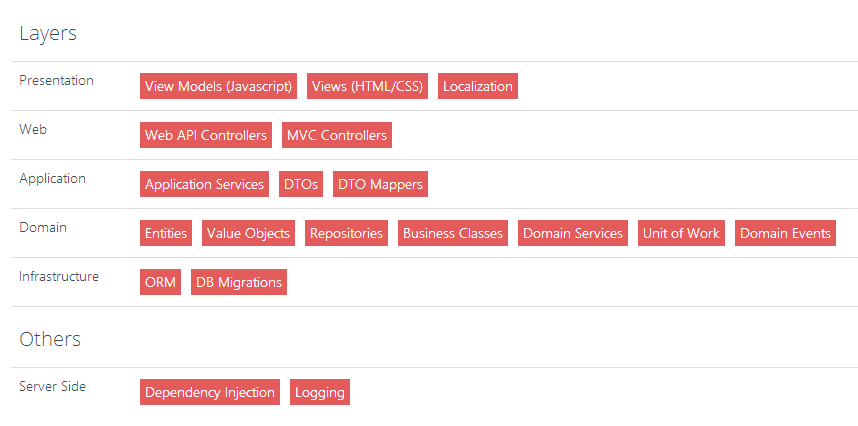 Layers
Presentation View Models (Javascript) Views (HTML/CSS) Localization
Web Web API Controllers MVC Controllers
Application Application Services DTOs DTO Mappers
Domain Entities Value Objects Repositories Business Classes Domain Services Unit of Work Domain Events
Infrastructure ORM DB Migrations
Others
Server Side Dependency Injection Logging